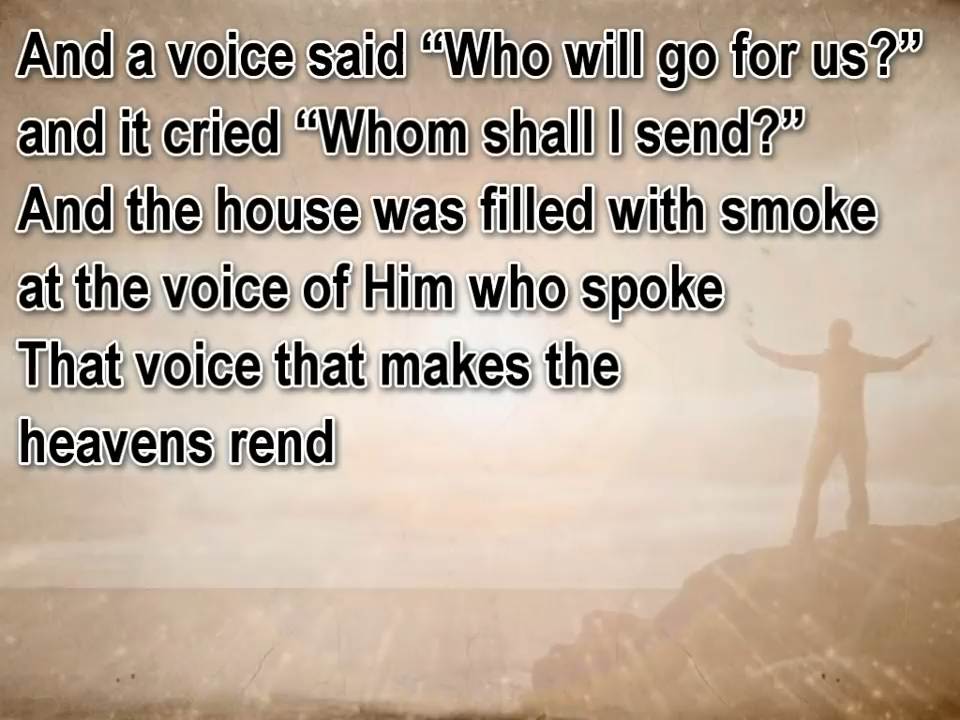 And a voice said “Who will go for us?”
and it cried “Whom shall I send?”
And the house was filled with smoke
at the voice of Him who spoke
That voice that makes the
heavens rend